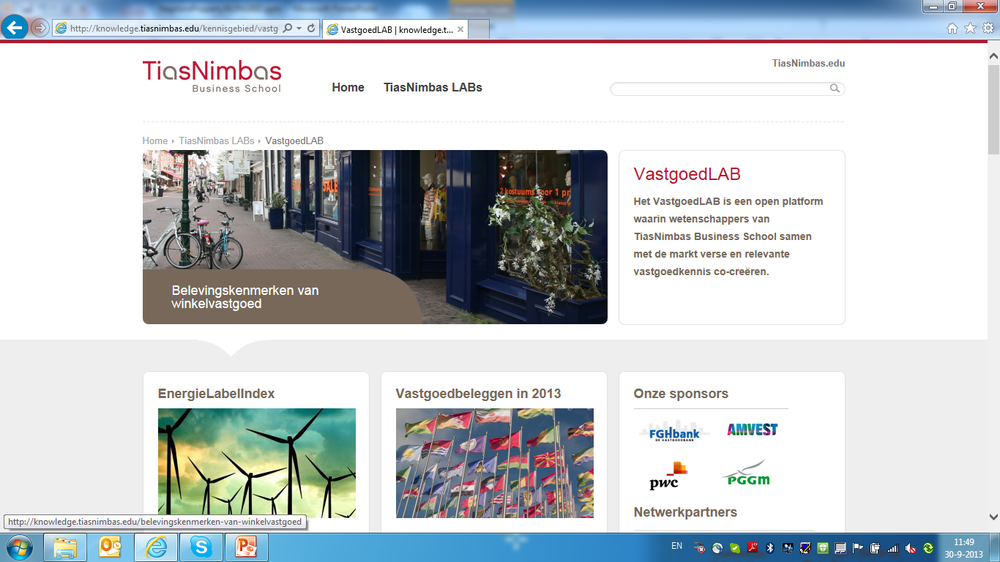 http://knowledge.tiasnimbas.edu/kennisgebied/vastg
VastgoedLAB | knowledge.t...
TiasNimbas
Business School
Home
TiasNimbas LABs
TiasNimbas.edu
Home
TiasNimbas LABs
VastgoedLAB
MODE
SALE
2 kostuums voor 1 pr
Belevingskenmerken van
winkelvastgoed
VastgoedLAB
Het VastgoedLAB is een open platform
waarin wetenschappers van
TiasNimbas Business School samen
met de markt verse en relevante
vastgoedkennis co-creëren.
EnergieLabelIndex
Vastgoedbeleggen in 2013
Onze sponsors
FGHbank
DE VASTGOEDBANK
AMVEST
pwc
PGGM
Netwerkpartners
http://knowledge.tiasnimbas.edu/belevingskenmerken-van-winkelvastgoed
EN
11:49
30-9-2013